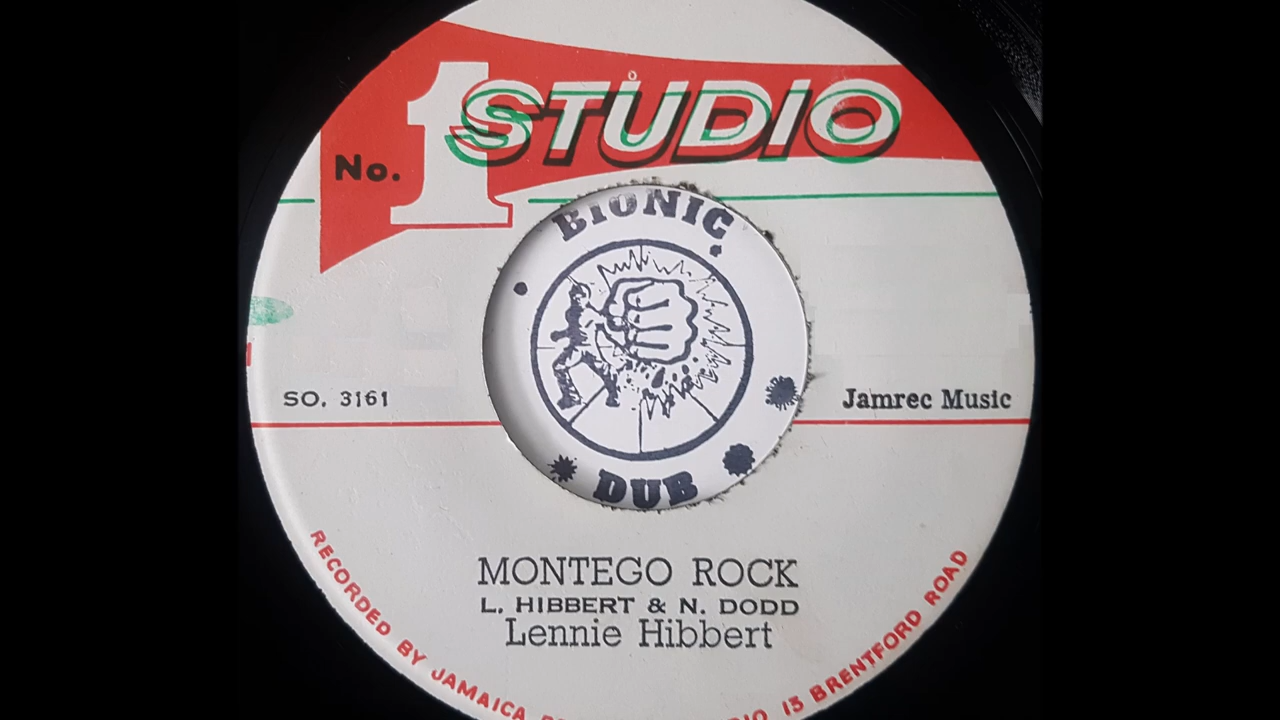 No. 1 STUDIO
BIONIC
SO. 3161
Jamrec Music
DUB
MONTEGO ROCK
L. HIBBERT & N. DODD
Lennie Hibbert
RECORDED BY JAMAICA 13 BRENTFORD ROAD